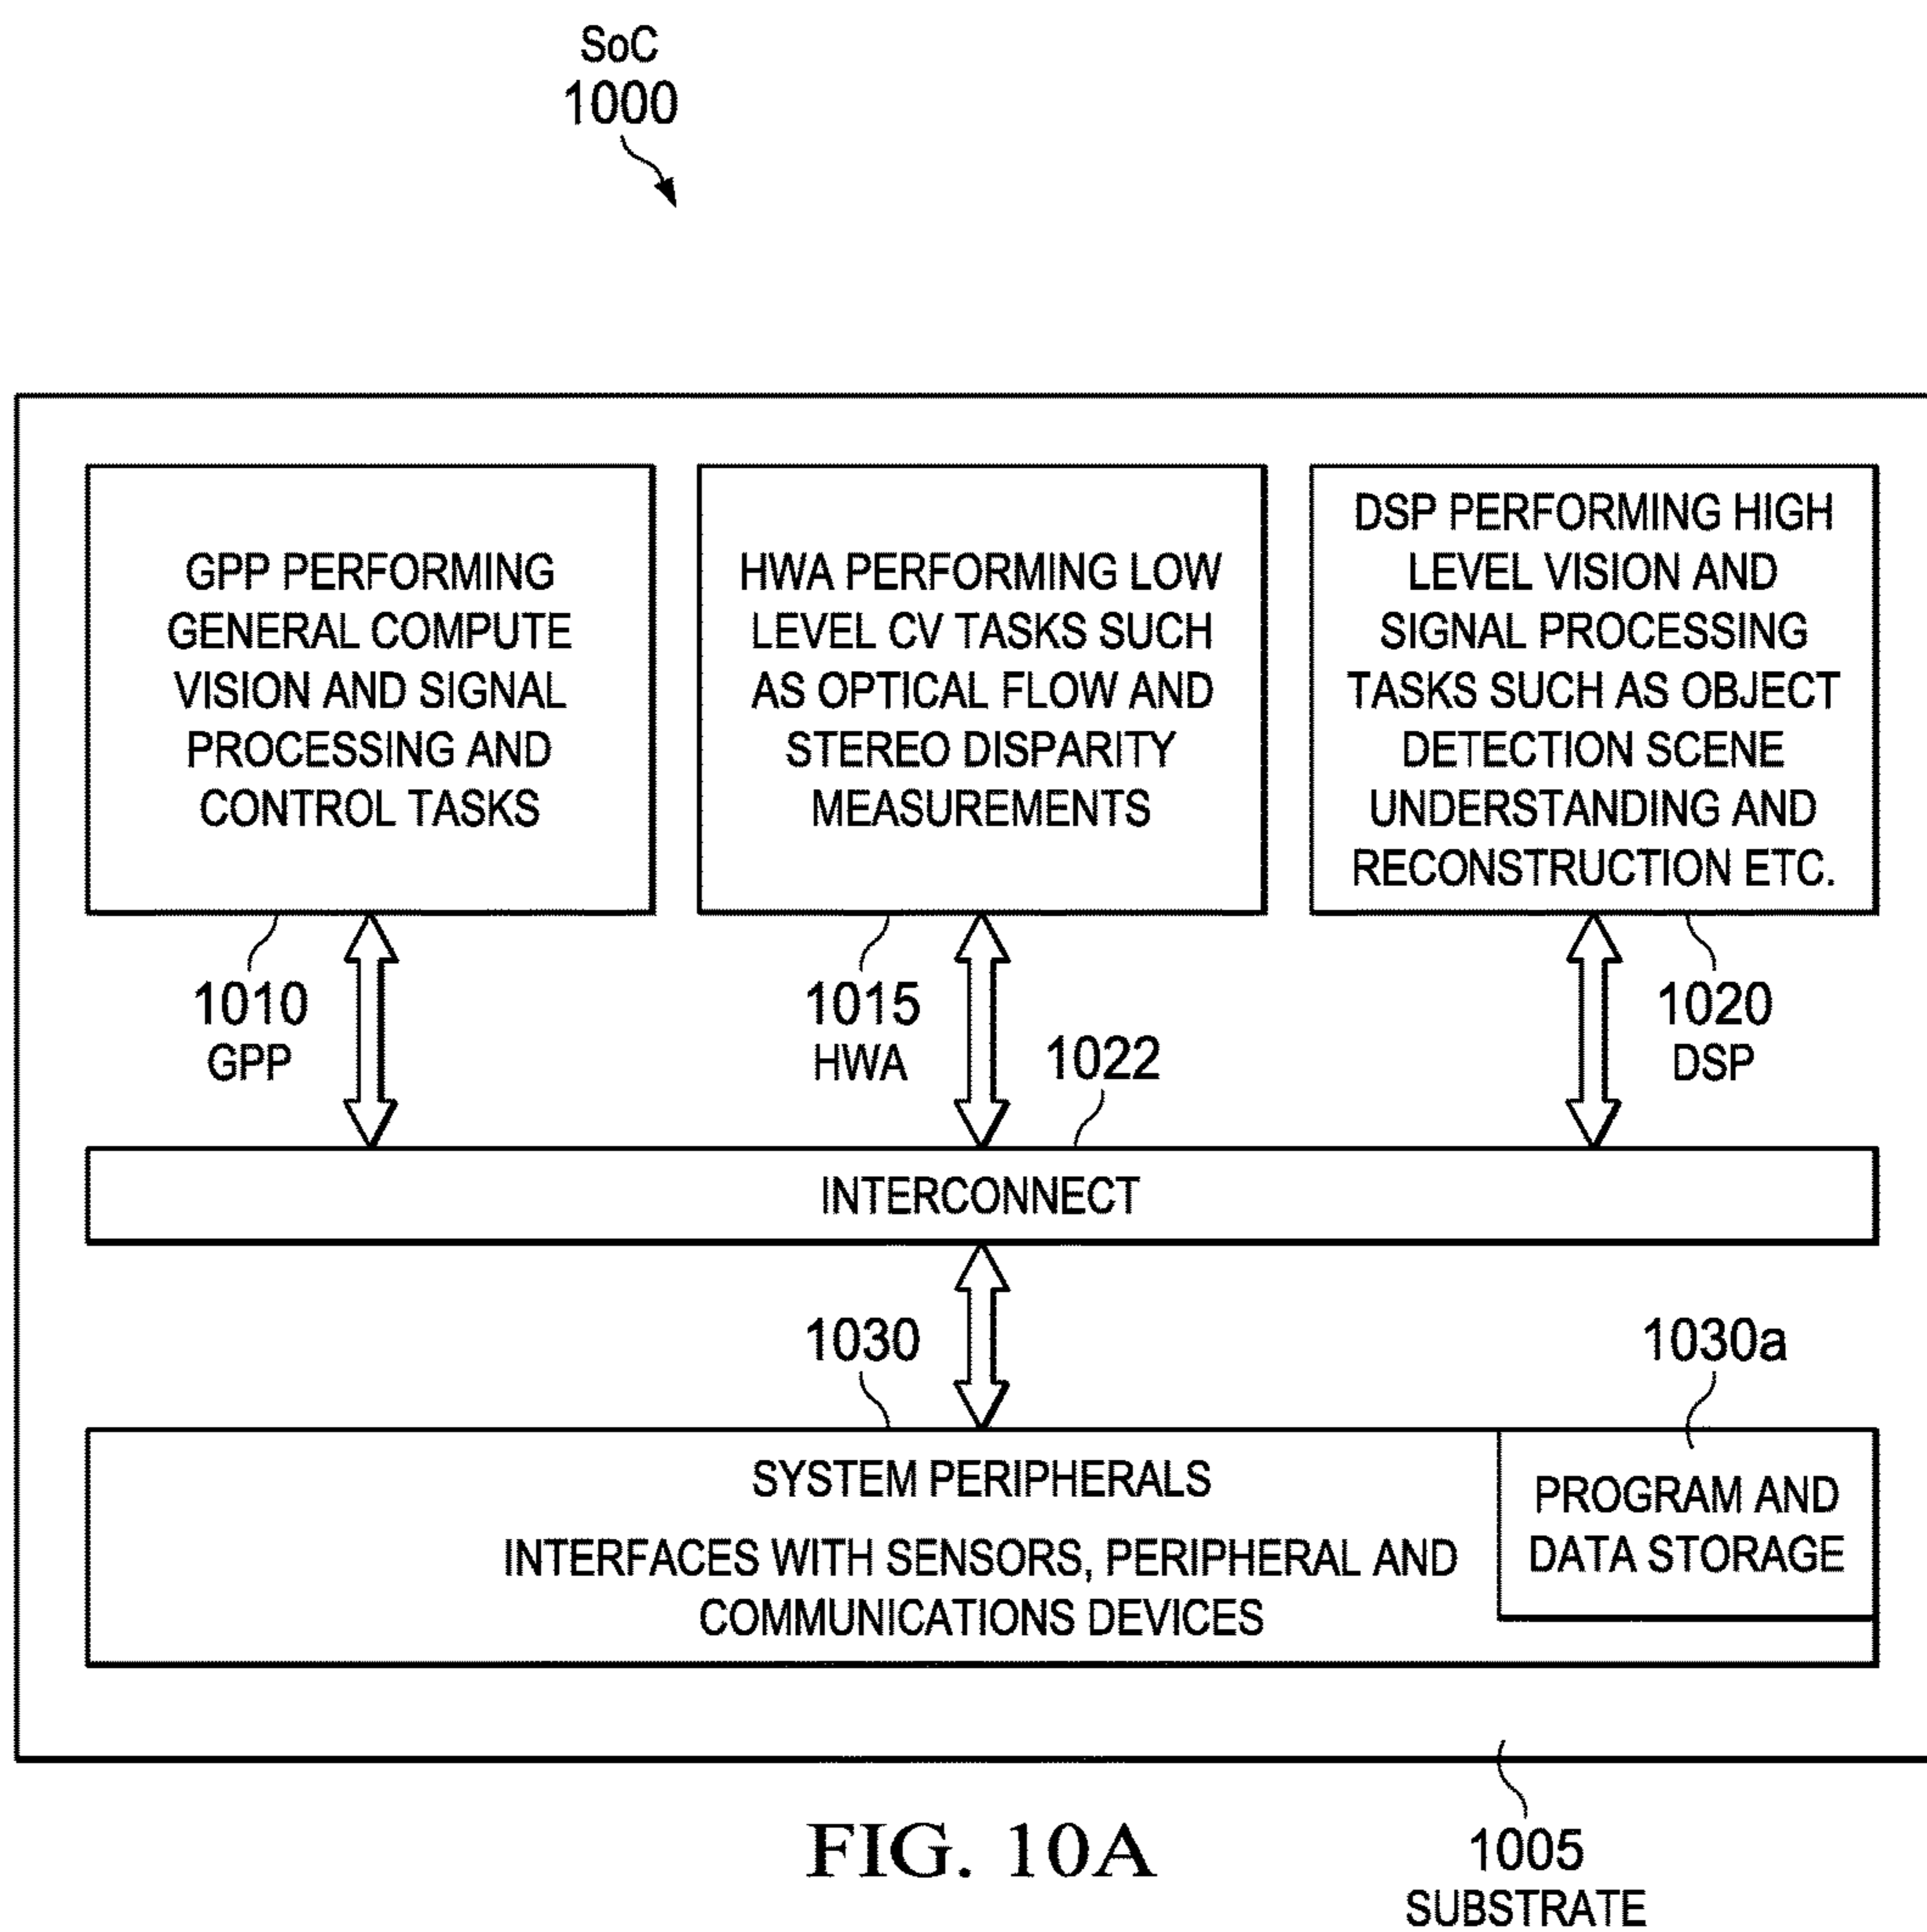 SoC
1000
GPP PERFORMING
GENERAL COMPUTE
VISION AND SIGNAL
PROCESSING AND
CONTROL TASKS
HWA PERFORMING LOW
LEVEL CV TASKS SUCH
AS OPTICAL FLOW AND
STEREO DISPARITY
MEASUREMENTS
DSP PERFORMING HIGH
LEVEL VISION AND
SIGNAL PROCESSING
TASKS SUCH AS OBJECT
DETECTION SCENE
UNDERSTANDING AND
RECONSTRUCTION ETC.
1010
GPP
1015
HWA
1022
1020
DSP
INTERCONNECT
1030
1030a
SYSTEM PERIPHERALS
INTERFACES WITH SENSORS, PERIPHERAL AND
COMMUNICATIONS DEVICES
PROGRAM AND
DATA STORAGE
FIG. 10A
1005
SUBSTRATE